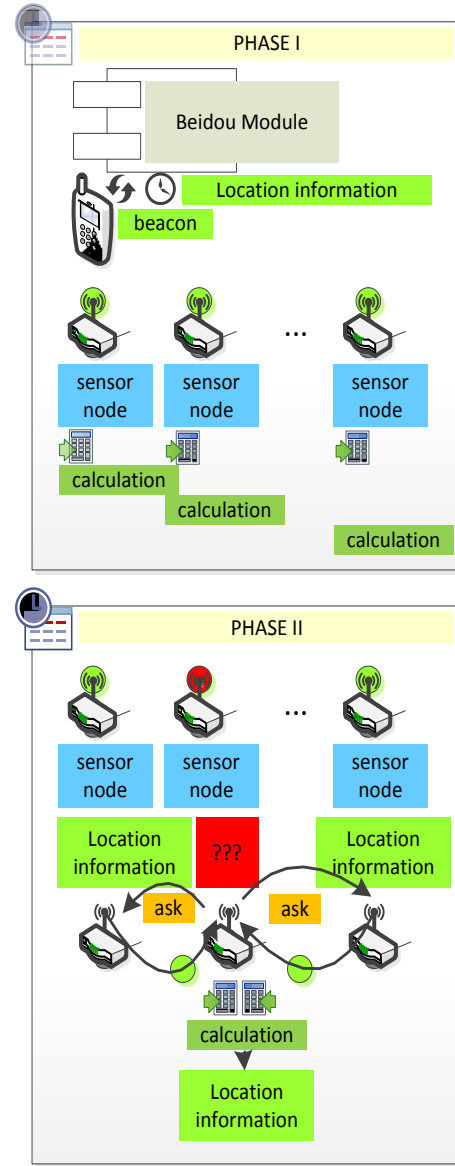 PHASE I
Beidou Module
Location information
beacon
...
sensor
node
sensor
node
sensor
node
calculation
calculation
calculation
PHASE II
...
sensor
node
sensor
node
sensor
node
Location
information
???
Location
information
ask
ask
calculation
Location
information